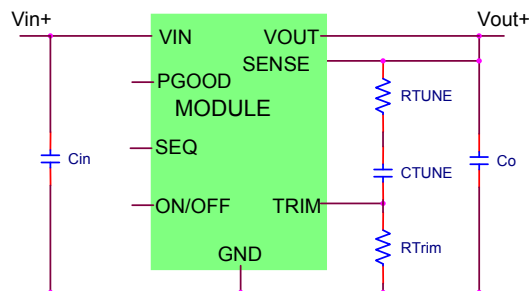 Vin+
Vout+
VIN
VOUT
SENSE
PGOOD
RTUNE
MODULE
SEQ
Cin
CTUNE
Co
ON/OFF
TRIM
RTrim
GND